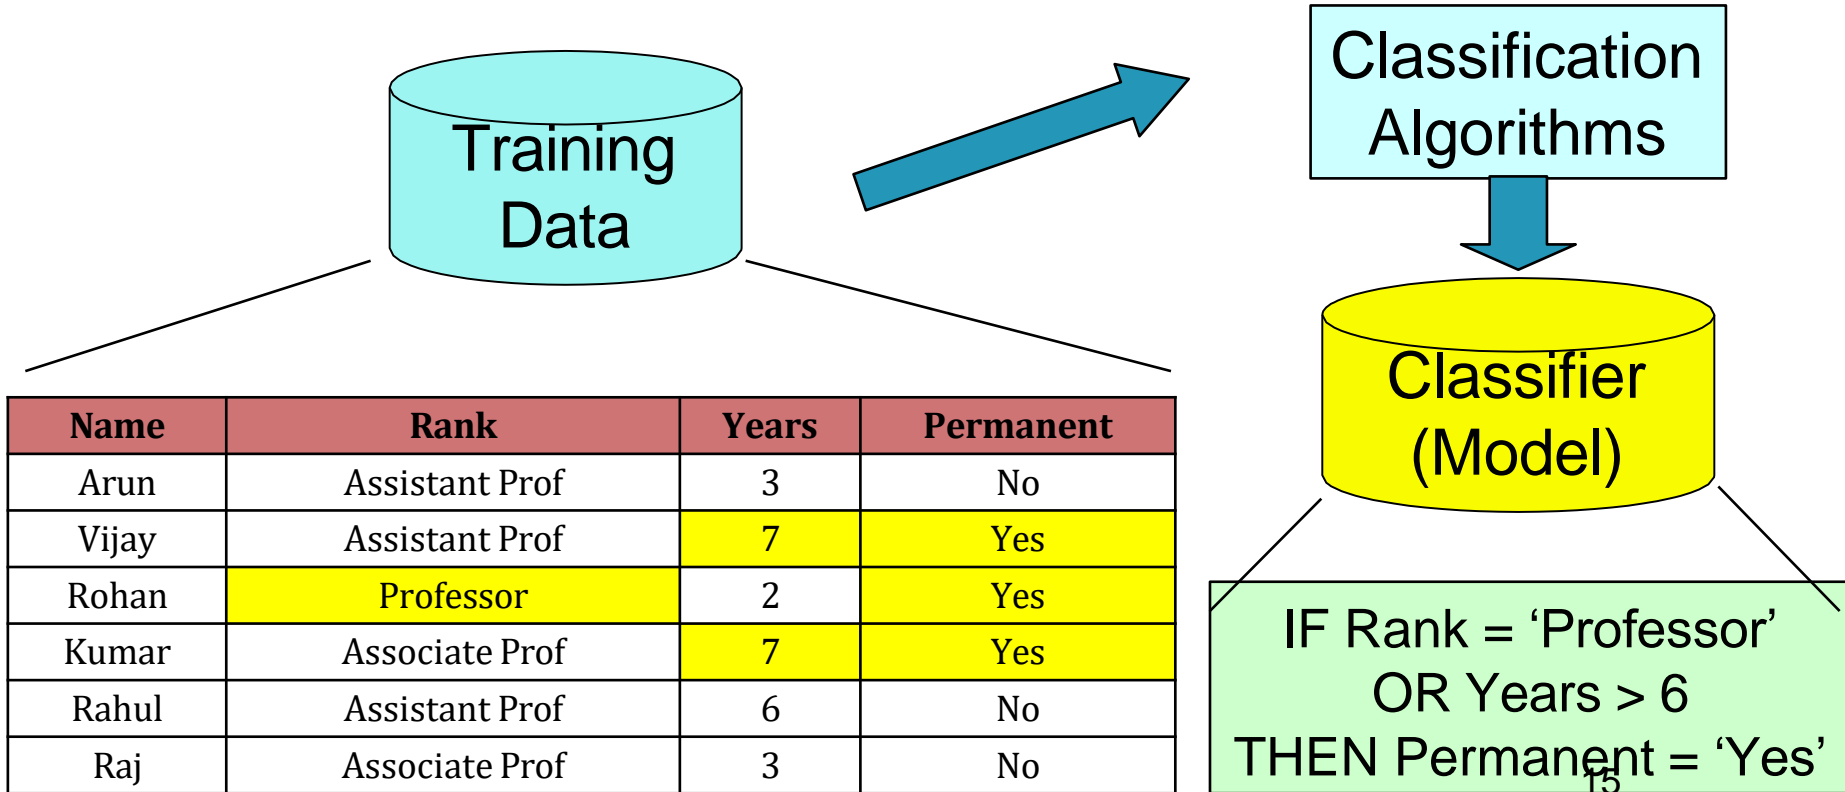 Training
Data
Classification
Algorithms
Classifier
(Model)
Name Rank Years Permanent
Arun Assistant Prof 3 No
Vijay Assistant Prof 7 Yes
Rohan Professor 2 Yes
Kumar Associate Prof 7 Yes
Rahul Assistant Prof 6 No
Raj Associate Prof 3 No
IF Rank = ‘Professor’
OR Years > 6
THEN Permanent = ‘Yes’
15